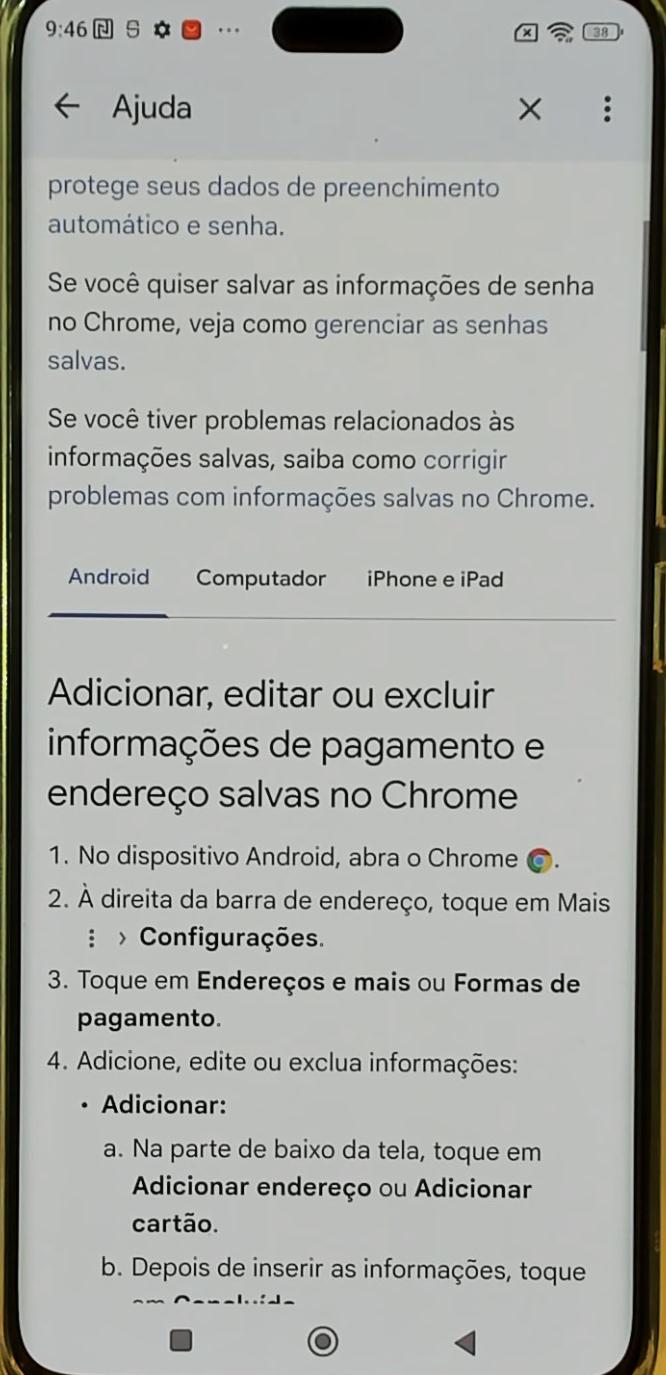 9:46
38
Ajuda
protege seus dados de preenchimento
automático e senha.
Se você quiser salvar as informações de senha
no Chrome, veja como gerenciar as senhas
salvas.
Se você tiver problemas relacionados às
informações salvas, saiba como corrigir
problemas com informações salvas no Chrome.
Android Computador iPhone e iPad
Adicionar, editar ou excluir
informações de pagamento e
endereço salvas no Chrome
1. No dispositivo Android, abra o Chrome .
2. À direita da barra de endereço, toque em Mais
› Configurações.
3. Toque em Endereços e mais ou Formas de
pagamento.
4. Adicione, edite ou exclua informações:
• Adicionar:
a. Na parte de baixo da tela, toque em
Adicionar endereço ou Adicionar
cartão.
b. Depois de inserir as informações, toque